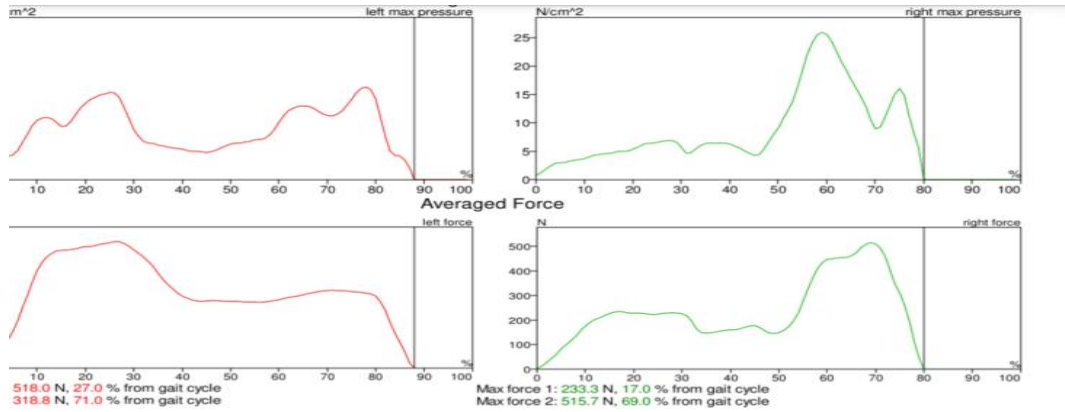 m^2 left max pressure
N/cm^2 right max pressure
25
20
15
10
5
0
%
10 20 30 40 50 60 70 80 90 100
%
0 10 20 30 40 50 60 70 80 90 100
Averaged Force
left force
N right force
500
400
300
200
100
0
%
10 20 30 40 50 60 70 80 90 100
%
0 10 20 30 40 50 60 70 80 90 100
518.0 N, 27.0 % from gait cycle
318.8 N, 71.0 % from gait cycle
Max force 1: 233.3 N, 17.0 % from gait cycle
Max force 2: 515.7 N, 69.0 % from gait cycle